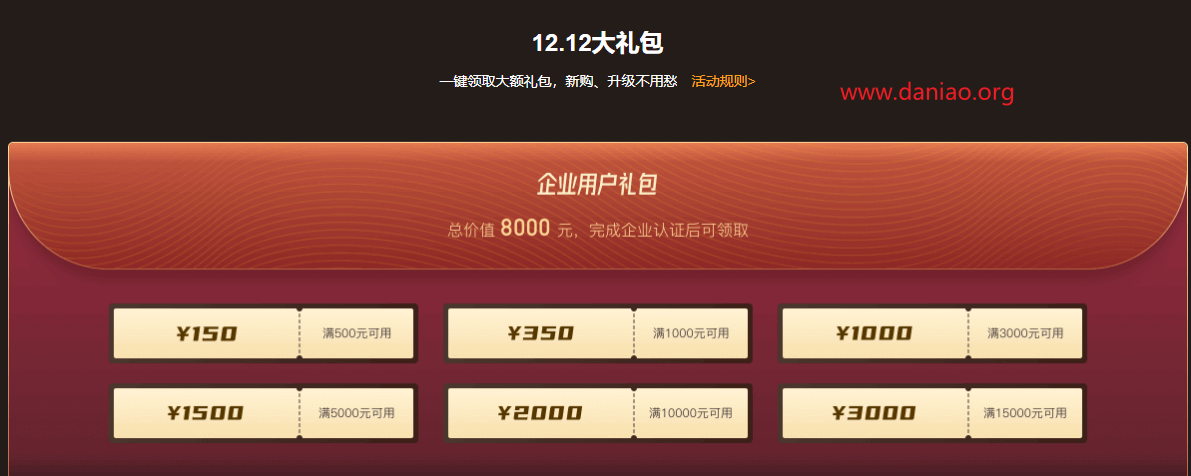 12.12大礼包
一键领取大额礼包，新购、升级不用愁 活动规则>
www.daniao.org
企业用户礼包
总价值 8000 元，完成企业认证后可领取
¥150 满500元可用
¥350 满1000元可用
¥1000 满3000元可用
¥1500 满5000元可用
¥2000 满10000元可用
¥3000 满15000元可用